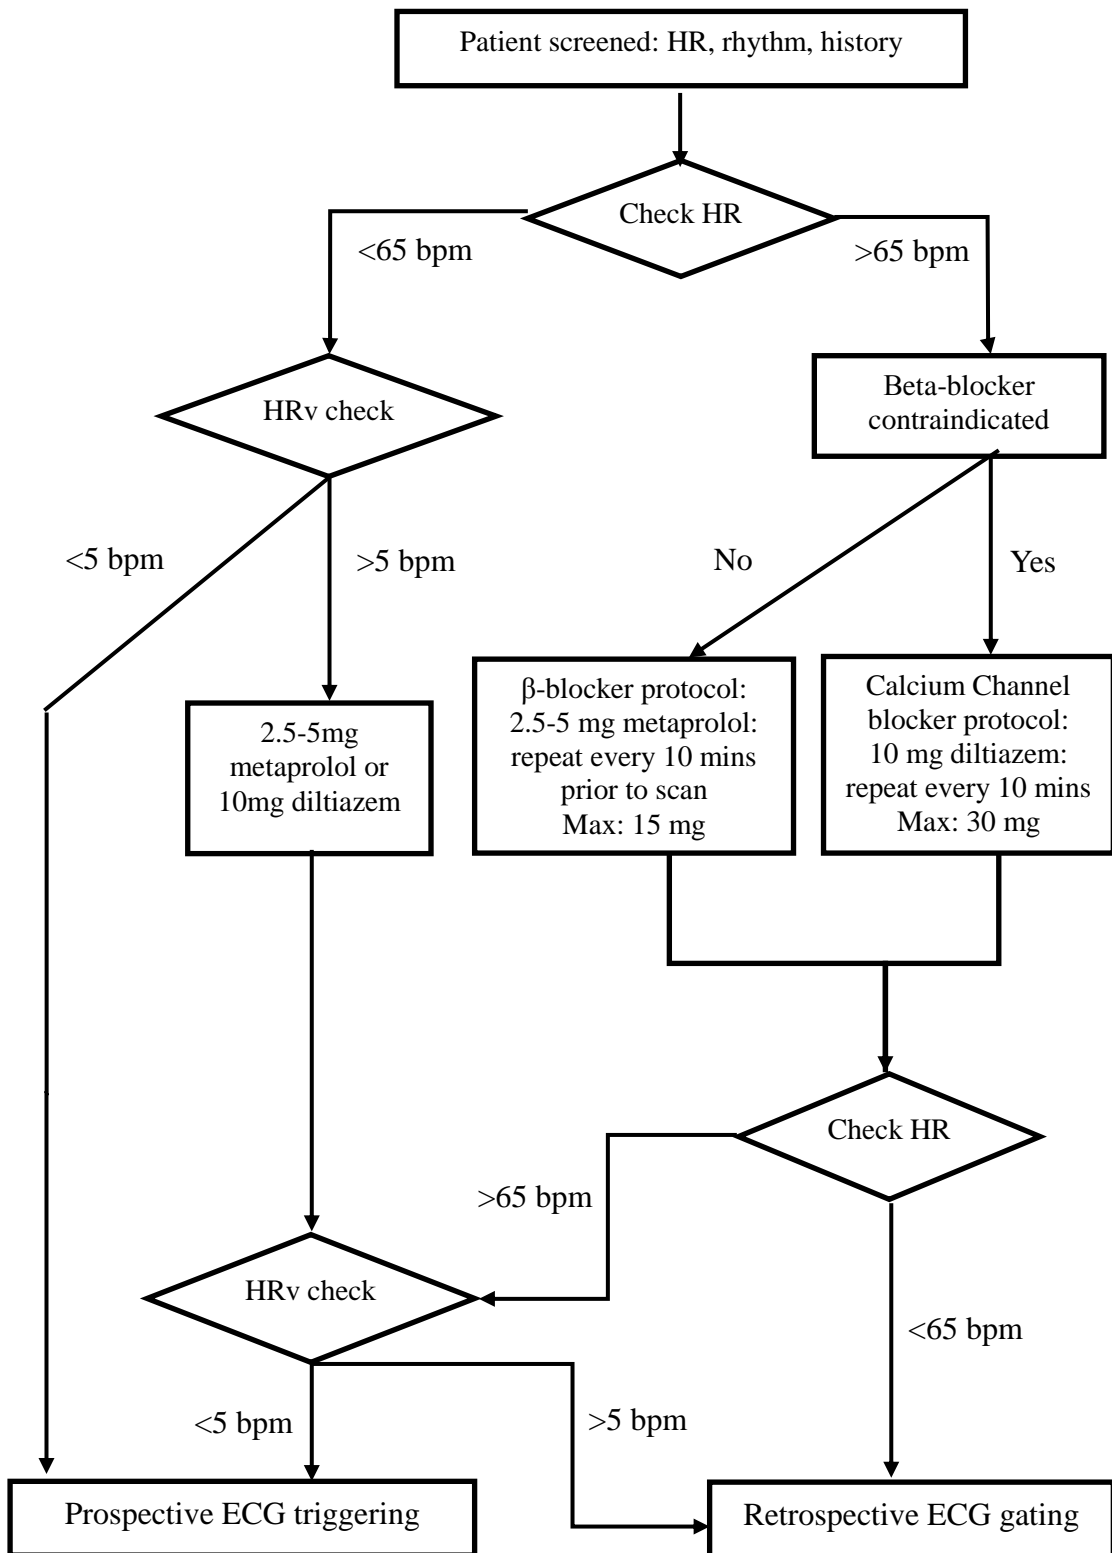 Patient screened: HR, rhythm, history
Check HR
<65 bpm
>65 bpm
HRv check
Beta-blocker
contraindicated
<5 bpm
>5 bpm
No
Yes
2.5-5mg
metaprolol or
10mg diltiazem
β-blocker protocol:
2.5-5 mg metaprolol:
repeat every 10 mins
prior to scan
Max: 15 mg
Calcium Channel
blocker protocol:
10 mg diltiazem:
repeat every 10 mins
Max: 30 mg
Check HR
>65 bpm
HRv check
<65 bpm
<5 bpm
>5 bpm
Prospective ECG triggering
Retrospective ECG gating